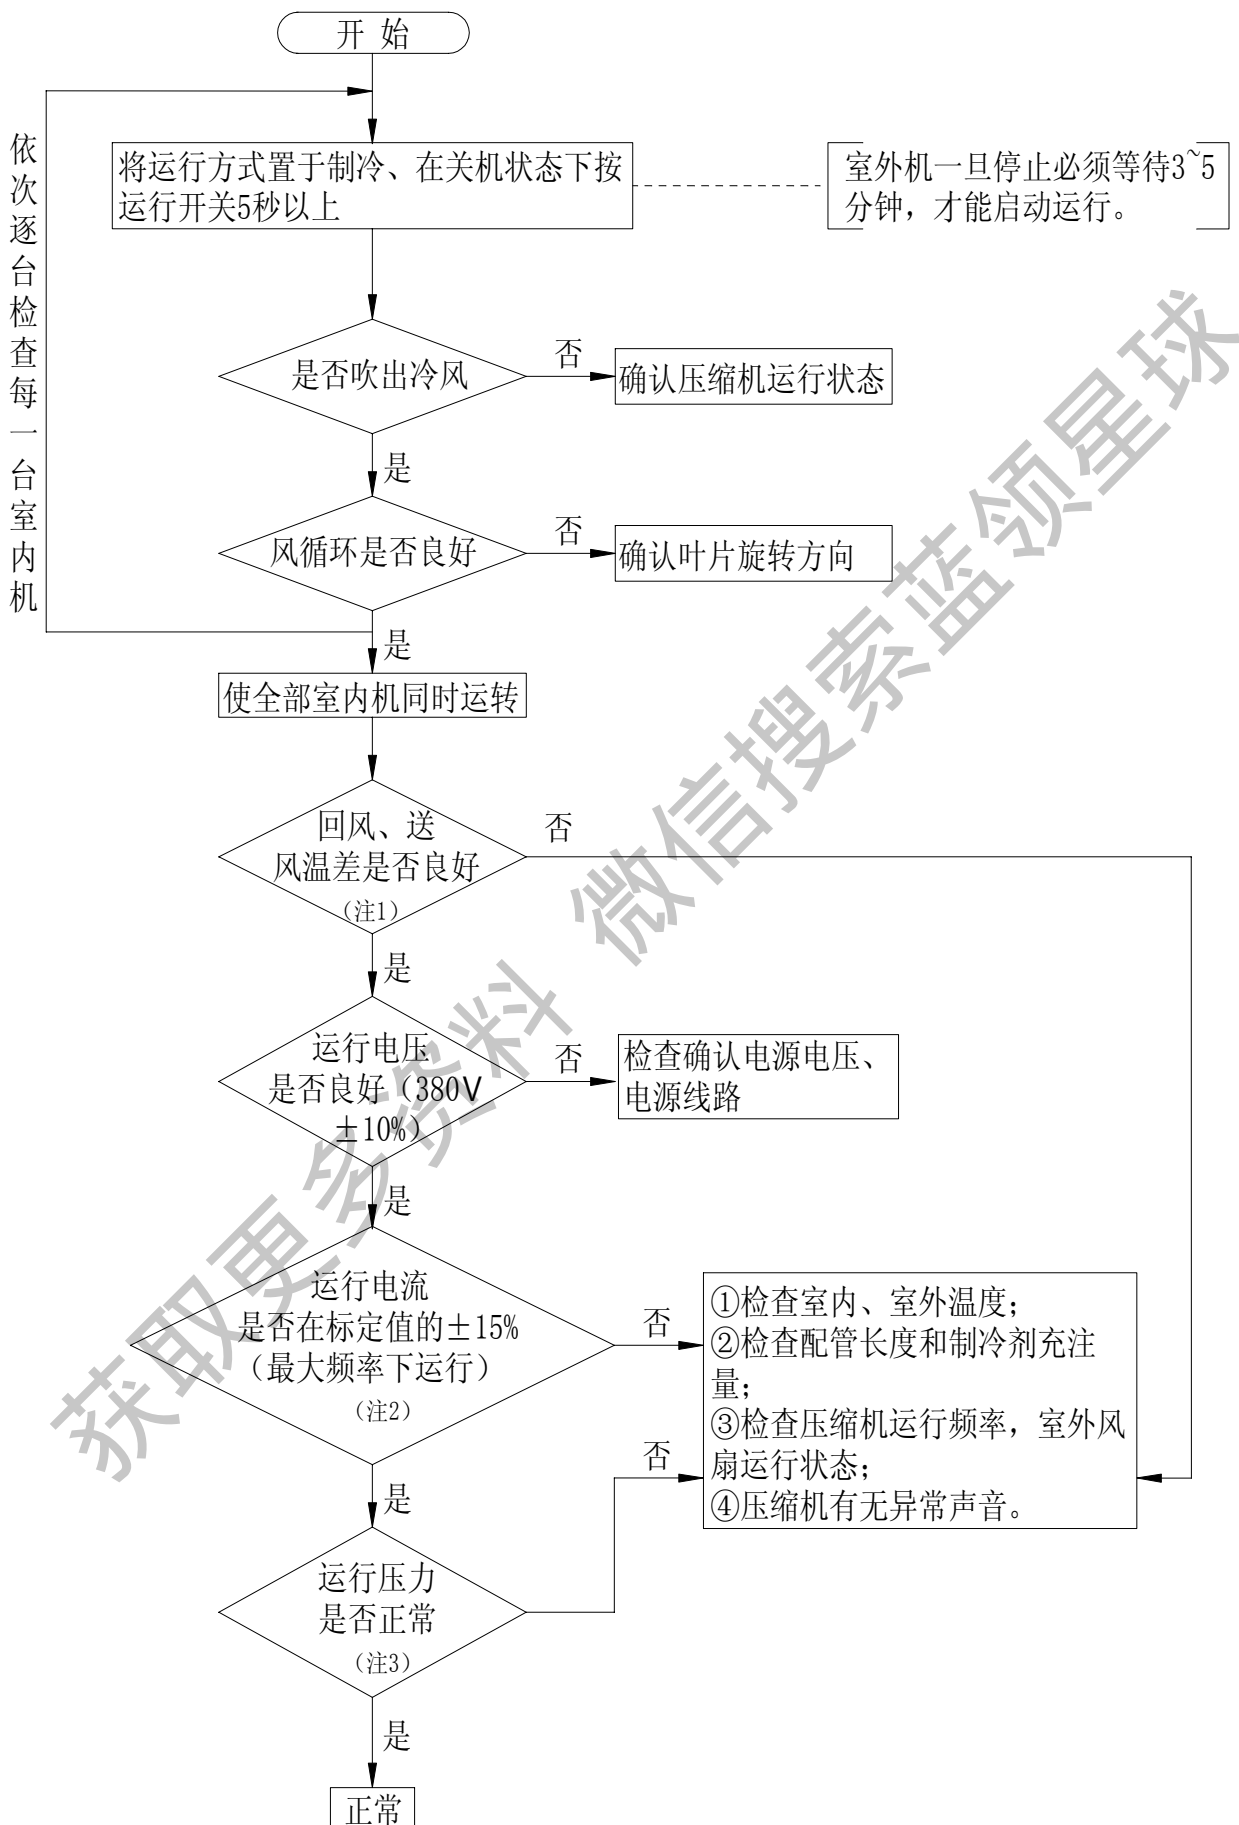 开 始
依次逐台检查每一台室内机
将运行方式置于制冷、在关机状态下按
运行开关5秒以上
室外机一旦停止必须等待3~5
分钟，才能启动运行。
是否吹出冷风
否
确认压缩机运行状态
是
风循环是否良好
否
确认叶片旋转方向
是
使全部室内机同时运转
回风、送
风温差是否良好
（注1）
否
是
运行电压
是否良好（380V
±10%）
否
检查确认电源电压、
电源线路
是
运行电流
是否在标定值的±15%
（最大频率下运行）
（注2）
否
①检查室内、室外温度；
②检查配管长度和制冷剂充注
量；
③检查压缩机运行频率，室外风
扇运行状态；
④压缩机有无异常声音。
是
运行压力
是否正常
（注3）
否
是
正常
获取更多资料 微信搜索蓝领星球